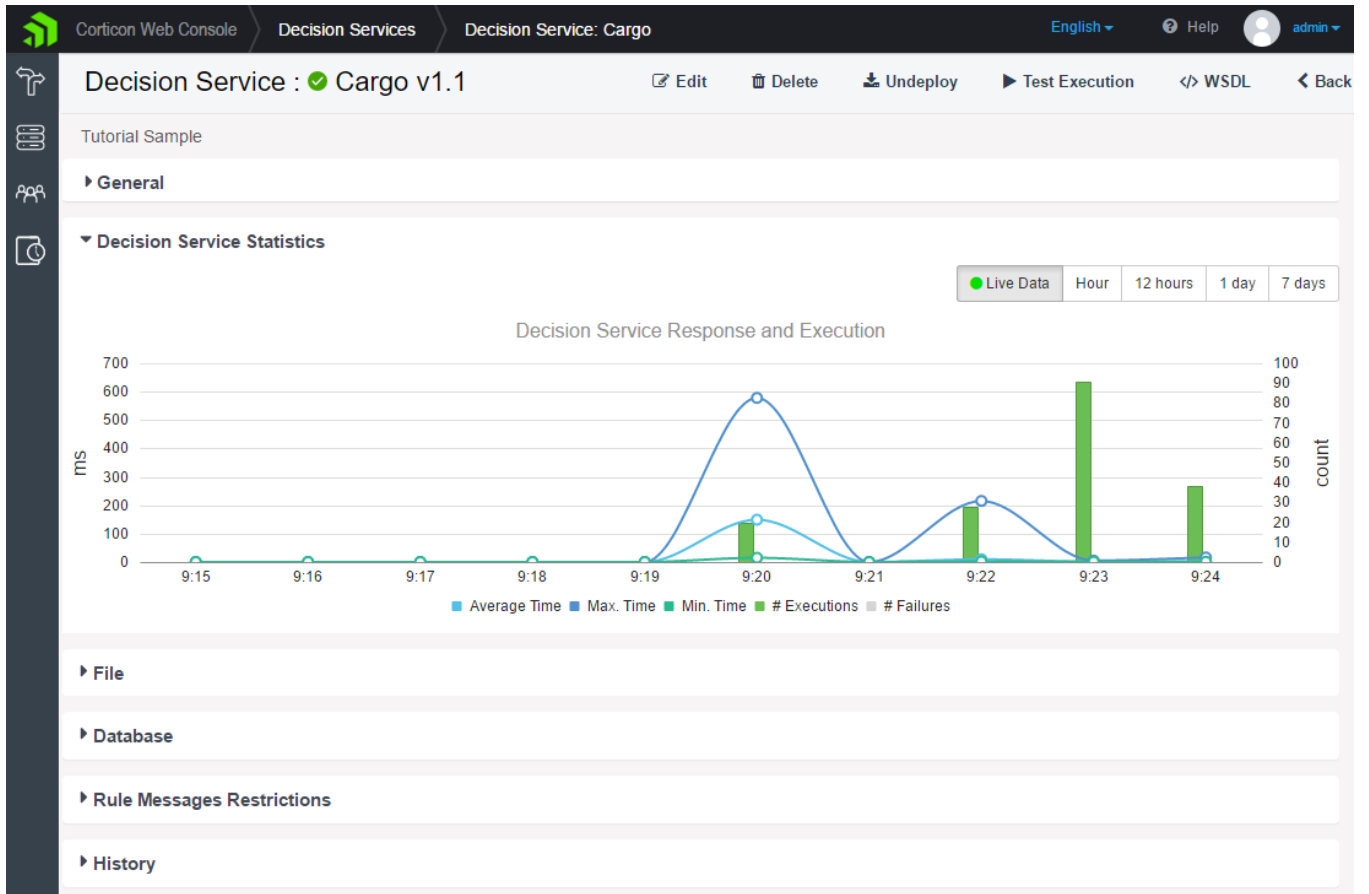 Corticon Web Console Decision Services Decision Service: Cargo English Help admin
Decision Service : Cargo v1.1 Edit Delete Undeploy Test Execution </> WSDL Back
Tutorial Sample
General
Decision Service Statistics
Live Data Hour 12 hours 1 day 7 days
Decision Service Response and Execution
700 100
600 90
500 80
400 70
300 60
200 50
100 40
0 30
20
10
0
ms
count
9:15 9:16 9:17 9:18 9:19 9:20 9:21 9:22 9:23 9:24
Average Time Max. Time Min. Time # Executions # Failures
File
Database
Rule Messages Restrictions
History